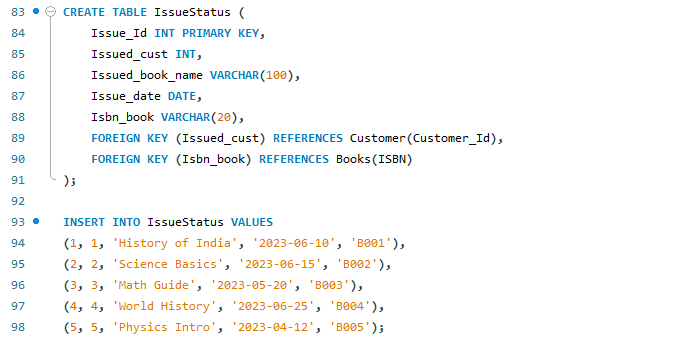 83 CREATE TABLE IssueStatus (
84 Issue_Id INT PRIMARY KEY,
85 Issued_cust INT,
86 Issued_book_name VARCHAR(100),
87 Issue_date DATE,
88 Isbn_book VARCHAR(20),
89 FOREIGN KEY (Issued_cust) REFERENCES Customer(Customer_Id),
90 FOREIGN KEY (Isbn_book) REFERENCES Books(ISBN)
91 );
92
93 INSERT INTO IssueStatus VALUES
94 (1, 1, 'History of India', '2023-06-10', 'B001'),
95 (2, 2, 'Science Basics', '2023-06-15', 'B002'),
96 (3, 3, 'Math Guide', '2023-05-20', 'B003'),
97 (4, 4, 'World History', '2023-06-25', 'B004'),
98 (5, 5, 'Physics Intro', '2023-04-12', 'B005');